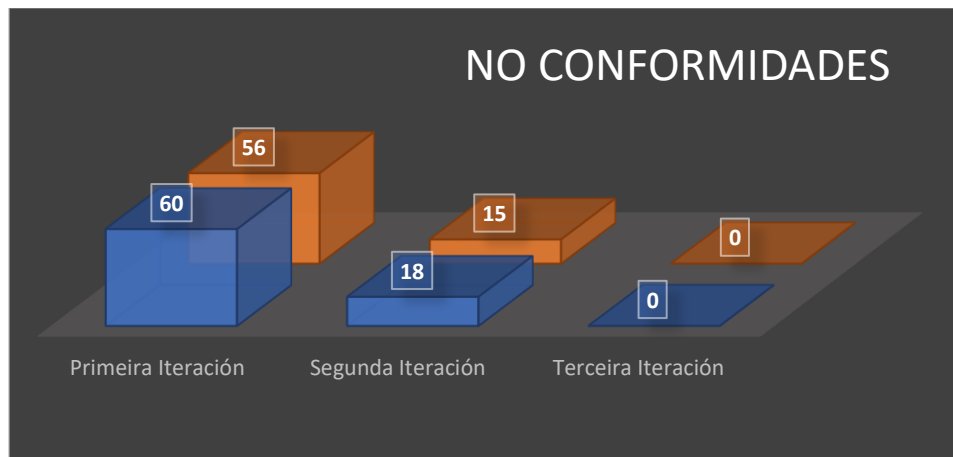 NO CONFORMIDADES
56
60
15
18
0
0
Primeira Iteración
Segunda Iteración
Terceira Iteración